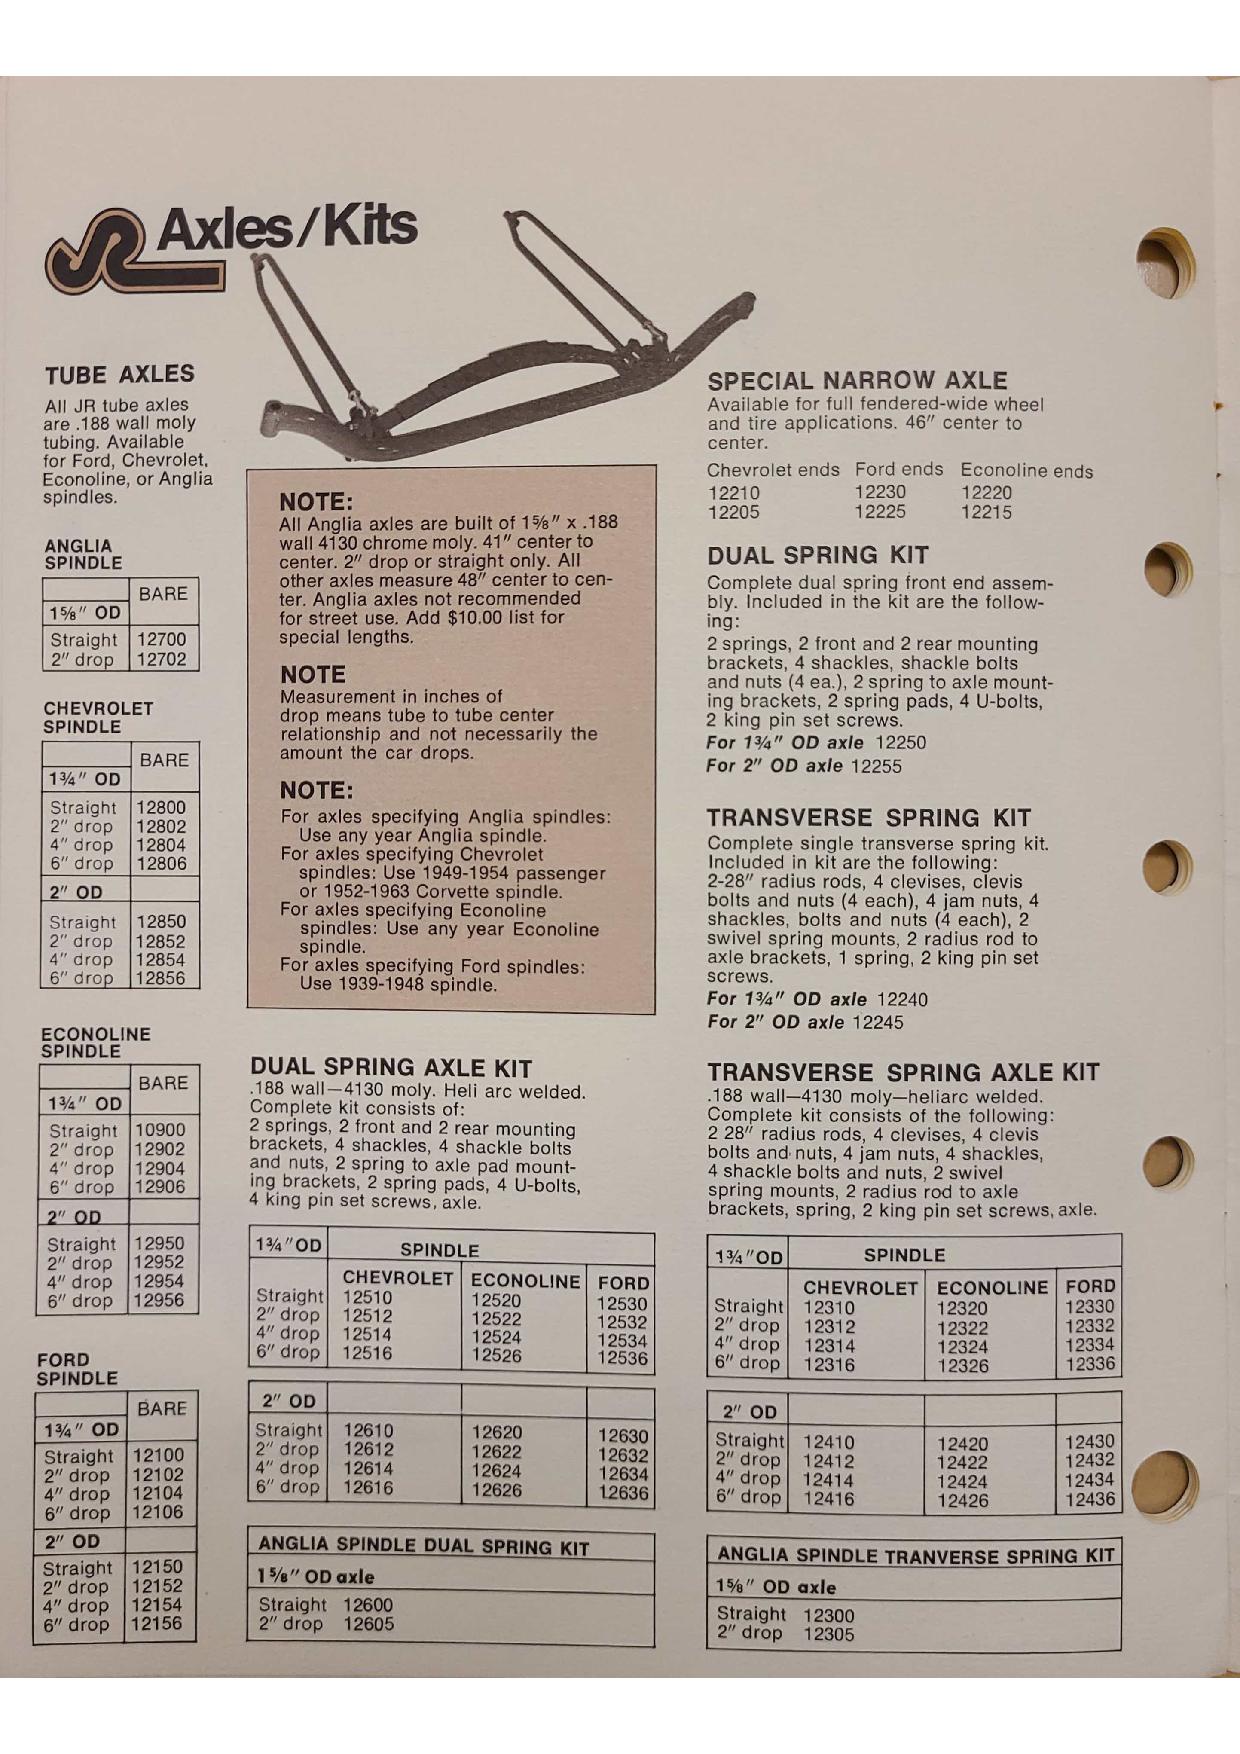 JR Axles/Kits
TUBE AXLES
All JR tube axles
are .188 wall moly
tubing. Available
for Ford, Chevrolet,
Econoline, or Anglia
spindles.
ANGLIA
SPINDLE
BARE
1⅝" OD
Straight 12700
2" drop 12702
CHEVROLET
SPINDLE
BARE
1¾" OD
Straight 12800
2" drop 12802
4" drop 12804
6" drop 12806
2" OD
Straight 12850
2" drop 12852
4" drop 12854
6" drop 12856
ECONOLINE
SPINDLE
BARE
1¾" OD
Straight 10900
2" drop 12902
4" drop 12904
6" drop 12906
2" OD
Straight 12950
2" drop 12952
4" drop 12954
6" drop 12956
FORD
SPINDLE
BARE
1¾" OD
Straight 12100
2" drop 12102
4" drop 12104
6" drop 12106
2" OD
Straight 12150
2" drop 12152
4" drop 12154
6" drop 12156
NOTE:
All Anglia axles are built of 1⅝" x .188
wall 4130 chrome moly. 41" center to
center. 2" drop or straight only. All
other axles measure 48" center to cen-
ter. Anglia axles not recommended
for street use. Add $10.00 list for
special lengths.
NOTE
Measurement in inches of
drop means tube to tube center
relationship and not necessarily the
amount the car drops.
NOTE:
For axles specifying Anglia spindles:
Use any year Anglia spindle.
For axles specifying Chevrolet
spindles: Use 1949-1954 passenger
or 1952-1963 Corvette spindle.
For axles specifying Econoline
spindles: Use any year Econoline
spindle.
For axles specifying Ford spindles:
Use 1939-1948 spindle.
DUAL SPRING AXLE KIT
.188 wall—4130 moly. Heli arc welded.
Complete kit consists of:
2 springs, 2 front and 2 rear mounting
brackets, 4 shackles, 4 shackle bolts
and nuts, 2 spring to axle pad mount-
ing brackets, 2 spring pads, 4 U-bolts,
4 king pin set screws, axle.
1¾" OD SPINDLE
CHEVROLET ECONOLINE FORD
Straight 12510 12520 12530
2" drop 12512 12522 12532
4" drop 12514 12524 12534
6" drop 12516 12526 12536
2" OD
Straight 12610 12620 12630
2" drop 12612 12622 12632
4" drop 12614 12624 12634
6" drop 12616 12626 12636
ANGLIA SPINDLE DUAL SPRING KIT
1⅝" OD axle
Straight 12600
2" drop 12605
SPECIAL NARROW AXLE
Available for full fendered-wide wheel
and tire applications. 46" center to
center.
Chevrolet ends Ford ends Econoline ends
12210 12230 12220
12205 12225 12215
DUAL SPRING KIT
Complete dual spring front end assem-
bly. Included in the kit are the follow-
ing:
2 springs, 2 front and 2 rear mounting
brackets, 4 shackles, shackle bolts
and nuts (4 ea.), 2 spring to axle mount-
ing brackets, 2 spring pads, 4 U-bolts,
2 king pin set screws.
For 1¾" OD axle 12250
For 2" OD axle 12255
TRANSVERSE SPRING KIT
Complete single transverse spring kit.
Included in kit are the following:
2-28" radius rods, 4 clevises, clevis
bolts and nuts (4 each), 4 jam nuts, 4
shackles, bolts and nuts (4 each), 2
swivel spring mounts, 2 radius rod to
axle brackets, 1 spring, 2 king pin set
screws.
For 1¾" OD axle 12240
For 2" OD axle 12245
TRANSVERSE SPRING AXLE KIT
.188 wall—4130 moly—heliarc welded.
Complete kit consists of the following:
2 28" radius rods, 4 clevises, 4 clevis
bolts and nuts, 4 jam nuts, 4 shackles,
4 shackle bolts and nuts, 2 swivel
spring mounts, 2 radius rod to axle
brackets, spring, 2 king pin set screws, axle.
1¾" OD SPINDLE
CHEVROLET ECONOLINE FORD
Straight 12310 12320 12330
2" drop 12312 12322 12332
4" drop 12314 12324 12334
6" drop 12316 12326 12336
2" OD
Straight 12410 12420 12430
2" drop 12412 12422 12432
4" drop 12414 12424 12434
6" drop 12416 12426 12436
ANGLIA SPINDLE TRANVERSE SPRING KIT
1⅝" OD axle
Straight 12300
2" drop 12305